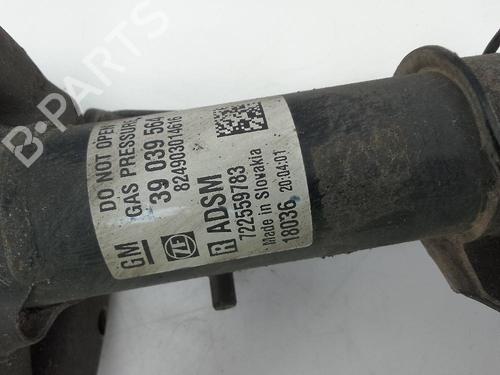 B-PARTS
DO NOT OPEN
GAS PRESSURE
39 039 564
824903014616
GM
ZF
R ADSM
722559783
Made in Slovakia
18036 20:04:01